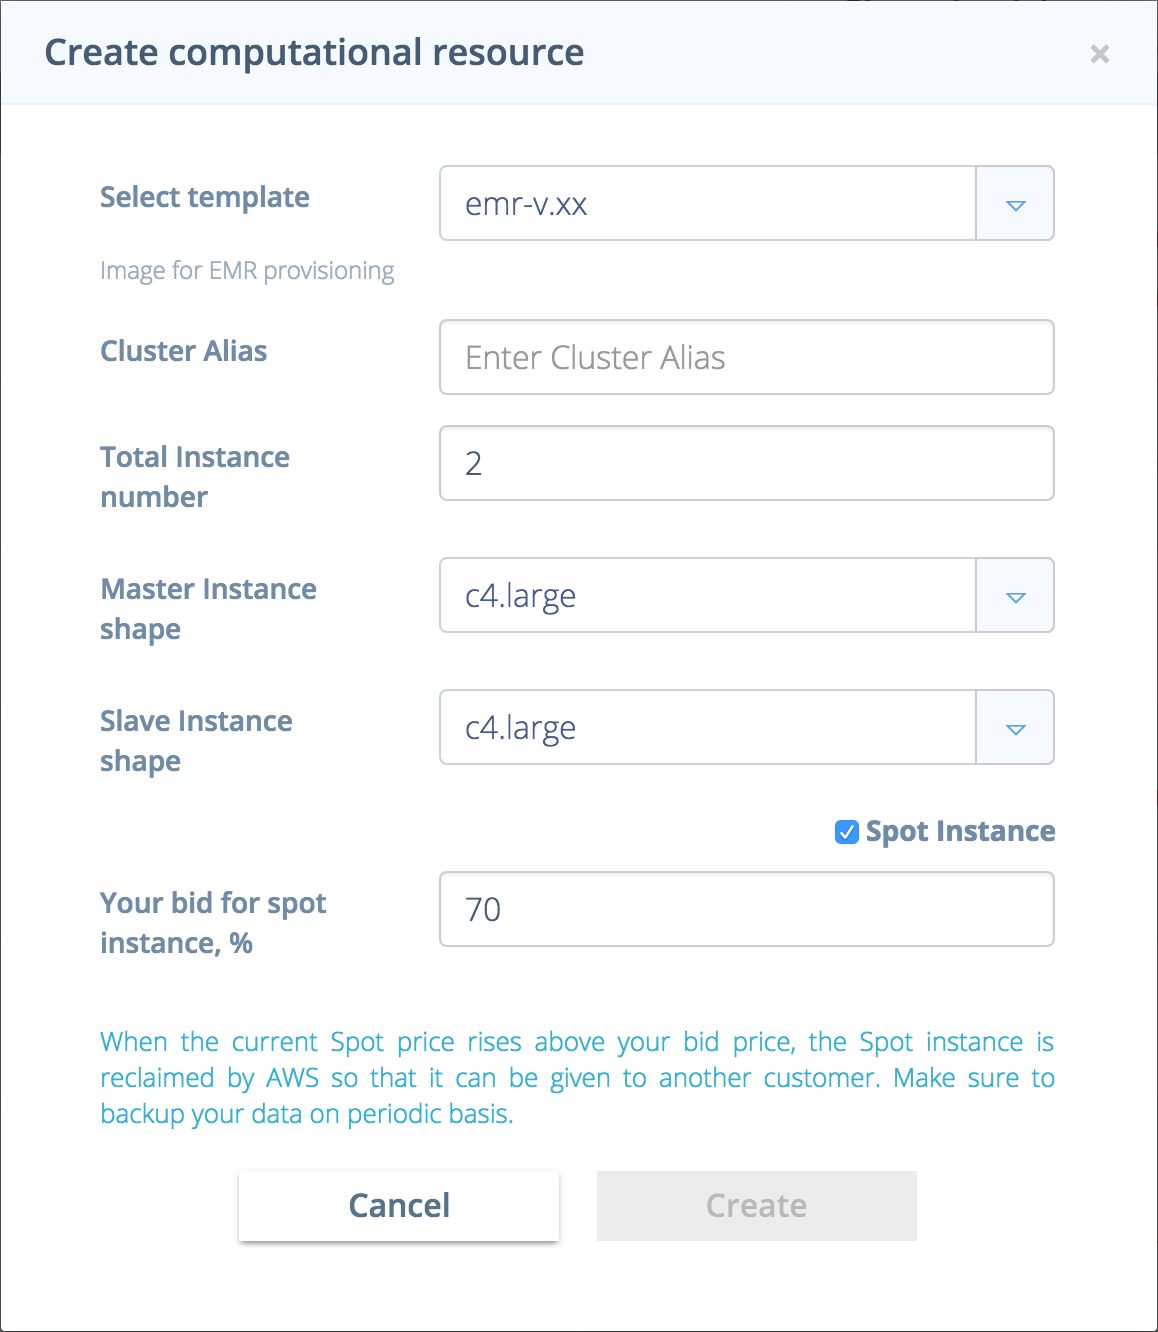 Create computational resource
×
Select template
emr-v.xx
Image for EMR provisioning
Cluster Alias
Enter Cluster Alias
Total Instance
number
2
Master Instance
shape
c4.large
Slave Instance
shape
c4.large
Spot Instance
Your bid for spot
instance, %
70
When the current Spot price rises above your bid price, the Spot instance is
reclaimed by AWS so that it can be given to another customer. Make sure to
backup your data on periodic basis.
Cancel
Create